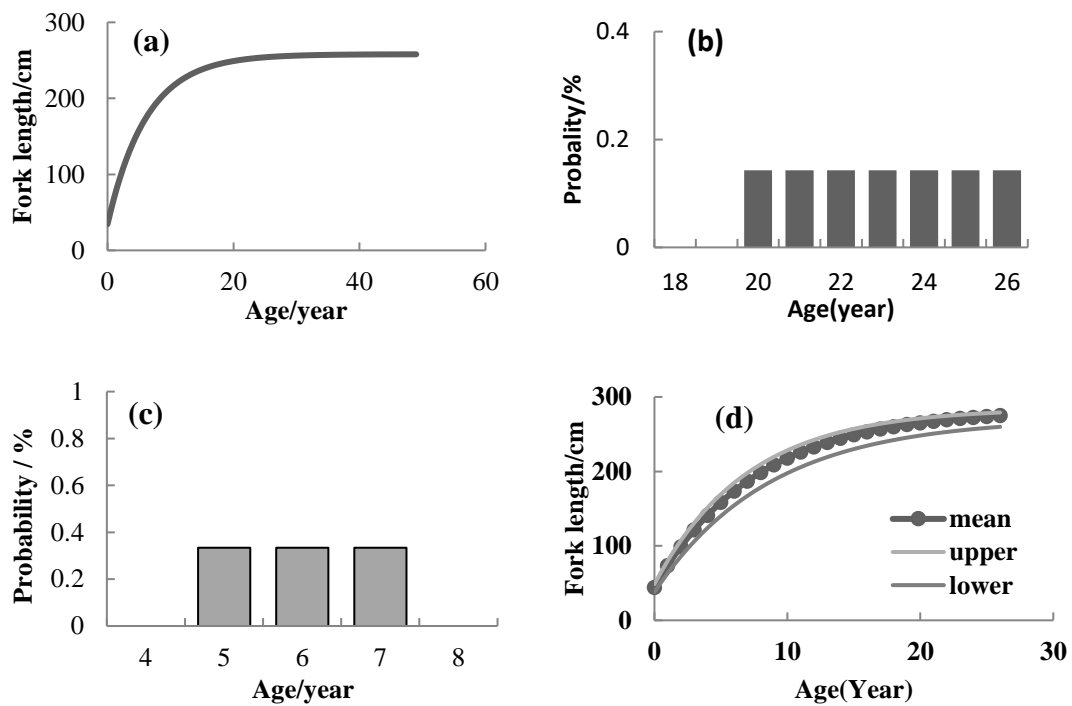 (a)
Fork length/cm
300
200
100
0
0 20 40 60
Age/year
(b)
Probality/%
0.4
0.2
0
18 20 22 24 26
Age(year)
(c)
Probability / %
1
0.8
0.6
0.4
0.2
0
4 5 6 7 8
Age/year
(d)
Fork length/cm
300
200
100
0
mean
upper
lower
0 10 20 30
Age(Year)